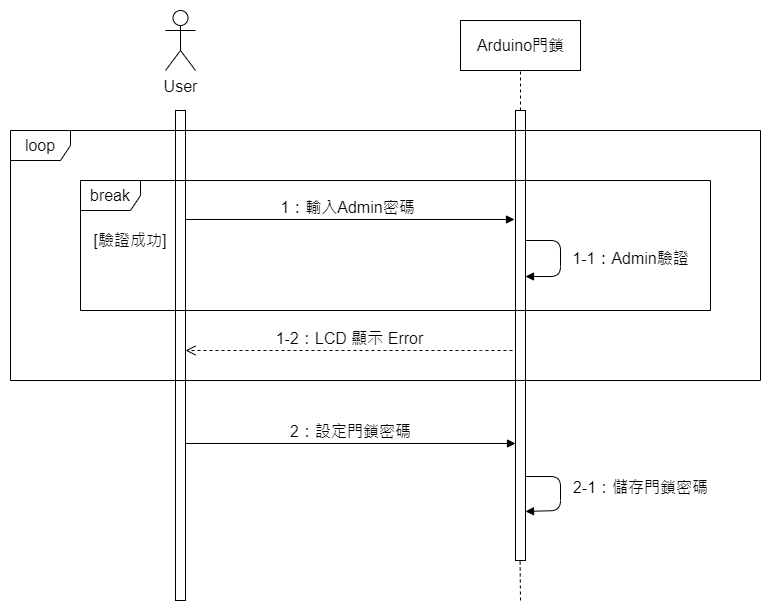 User
Arduino門鎖
loop
break
1：輸入Admin密碼
[驗證成功]
1-1：Admin驗證
1-2：LCD 顯示 Error
2：設定門鎖密碼
2-1：儲存門鎖密碼